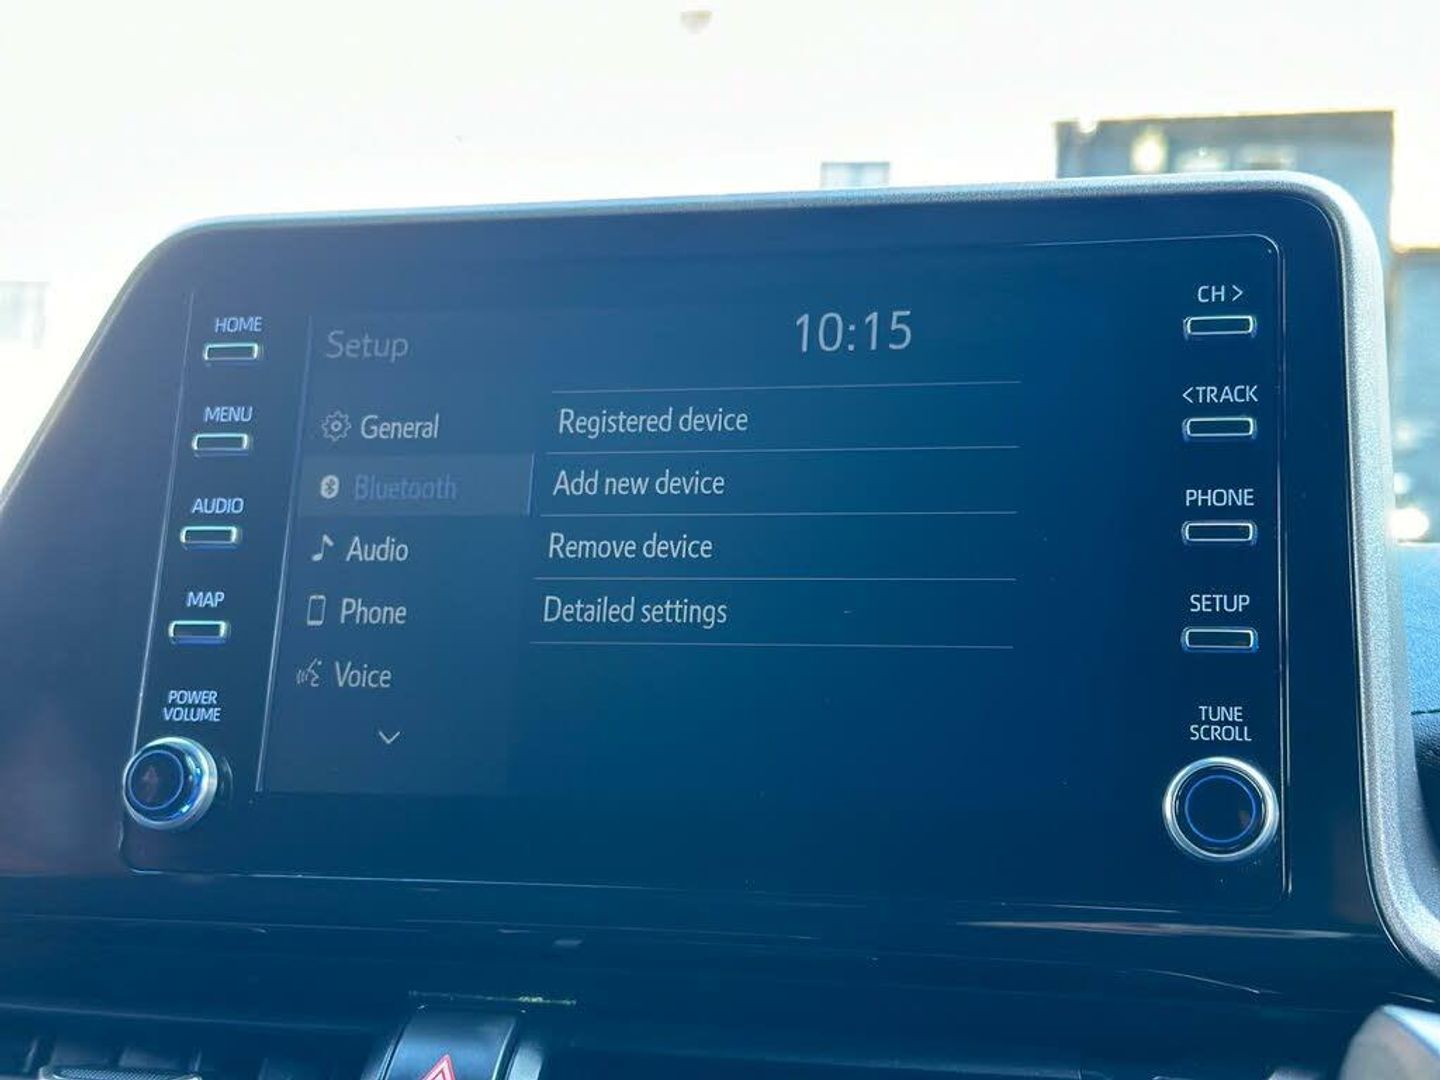 HOME
MENU
AUDIO
MAP
POWER
VOLUME
Setup
10:15
General
Bluetooth
Audio
Phone
Voice
Registered device
Add new device
Remove device
Detailed settings
CH >
< TRACK
PHONE
SETUP
TUNE
SCROLL